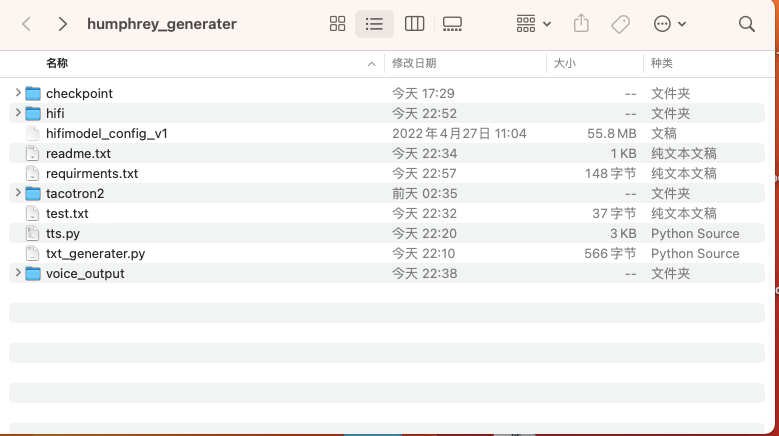 humphrey_generater
名称 修改日期 大小 种类
checkpoint 今天 17:29 -- 文件夹
hifi 今天 22:52 -- 文件夹
hifimodel_config_v1 2022年4月27日 11:04 55.8 MB 文稿
readme.txt 今天 22:34 1 KB 纯文本文稿
requirments.txt 今天 22:57 148 字节 纯文本文稿
tacotron2 前天 02:35 -- 文件夹
test.txt 今天 22:32 37 字节 纯文本文稿
tts.py 今天 22:20 3 KB Python Source
txt_generater.py 今天 22:10 566 字节 Python Source
voice_output 今天 22:38 -- 文件夹